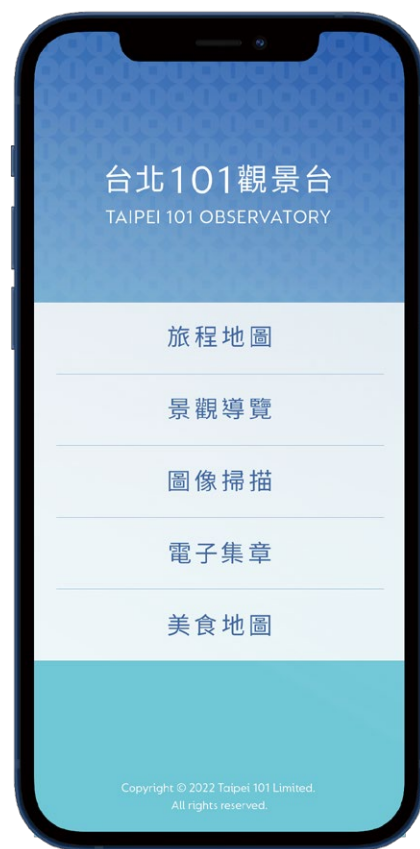 台北101觀景台
TAIPEI 101 OBSERVATORY
旅程地圖
景觀導覽
圖像掃描
電子集章
美食地圖
Copyright © 2022 Taipei 101 Limited.
All rights reserved.